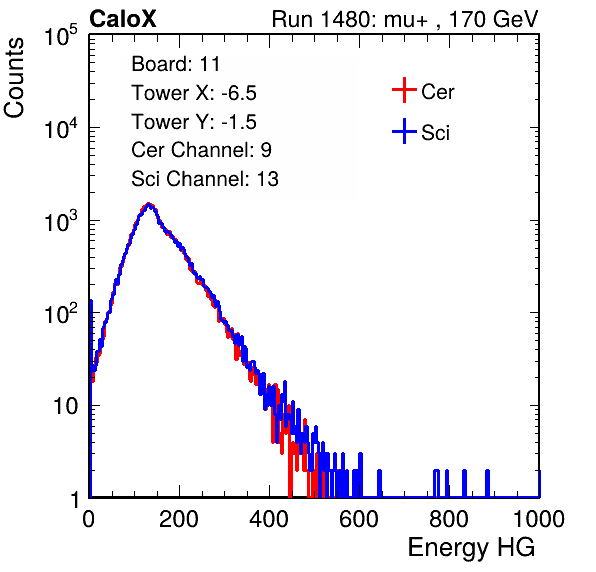 CaloX Run 1480: mu+ , 170 GeV
Counts
Board: 11
Tower X: -6.5
Tower Y: -1.5
Cer Channel: 9
Sci Channel: 13
Cer
Sci
10^5
10^4
10^3
10^2
10
1
0 200 400 600 800 1000
Energy HG